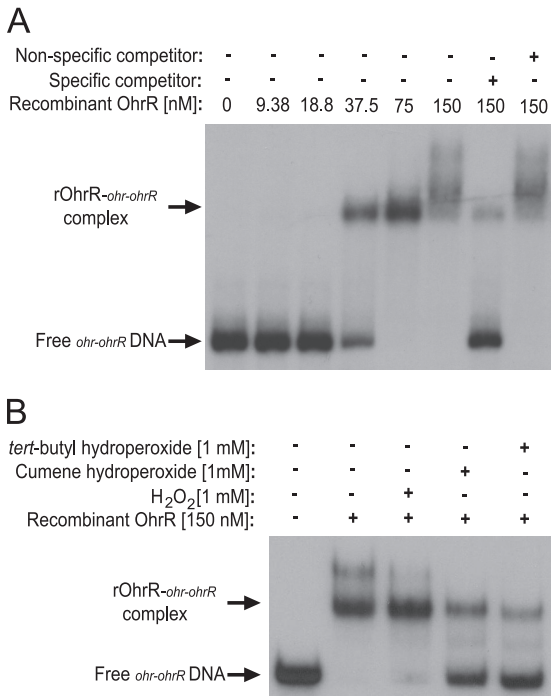 A
Non-specific competitor: - - - - - - - +
Specific competitor: - - - - - - + -
Recombinant OhrR [nM]: 0 9.38 18.8 37.5 75 150 150 150
rOhrR-ohr-ohrR
complex
Free ohr-ohrR DNA
B
tert-butyl hydroperoxide [1 mM]: - - - - +
Cumene hydroperoxide [1mM]: - - - + -
H2O2[1 mM]: - - + - -
Recombinant OhrR [150 nM]: - + + + +
rOhrR-ohr-ohrR
complex
Free ohr-ohrR DNA